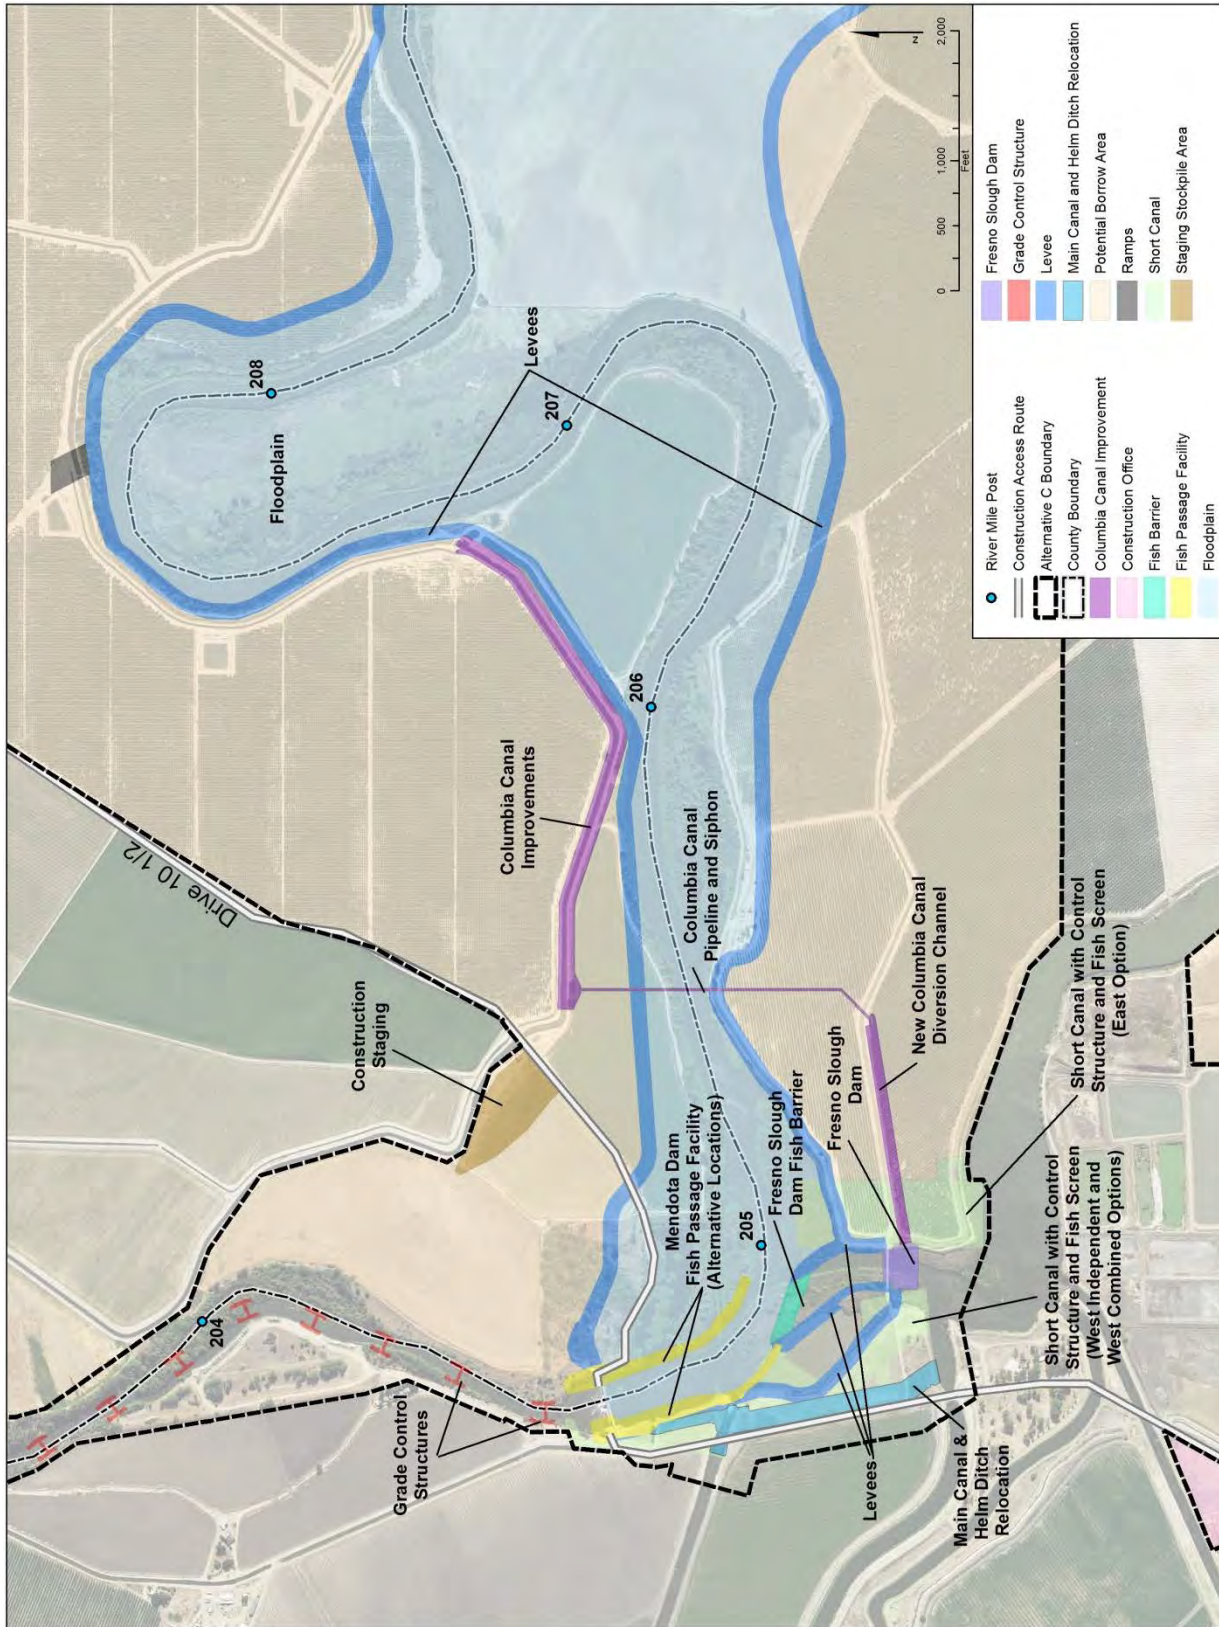 Drive 10 1/2
208
Floodplain
207
Levees
206
Columbia Canal
Improvements
Columbia Canal
Pipeline and Siphon
Construction
Staging
New Columbia Canal
Diversion Channel
Short Canal with Control
Structure and Fish Screen
(East Option)
Fresno Slough
Dam
Fresno Slough
Dam Fish Barrier
Mendota Dam
Fish Passage Facility
(Alternative Locations)
205
204
Short Canal with Control
Structure and Fish Screen
(West Independent and
West Combined Options)
Grade Control
Structures
Levees
Main Canal &
Helm Ditch
Relocation
N
0 500 1,000 2,000
Feet
River Mile Post
Construction Access Route
Alternative C Boundary
County Boundary
Columbia Canal Improvement
Construction Office
Fish Barrier
Fish Passage Facility
Floodplain
Fresno Slough Dam
Grade Control Structure
Levee
Main Canal and Helm Ditch Relocation
Potential Borrow Area
Ramps
Short Canal
Staging Stockpile Area